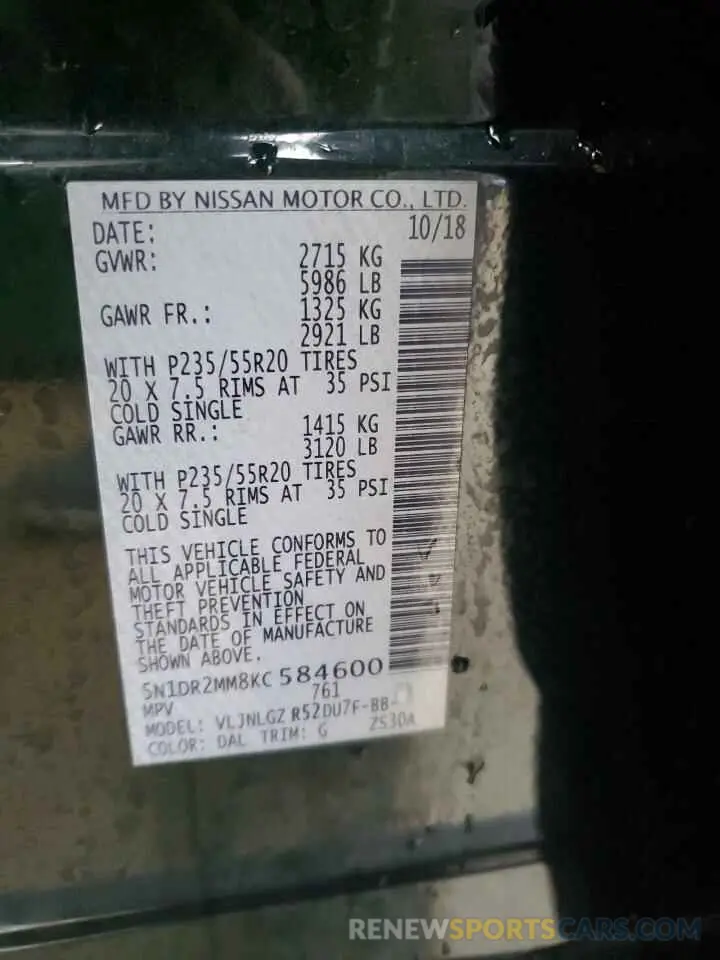 MFD BY NISSAN MOTOR CO., LTD.
DATE: 10/18
GVWR: 2715 KG
5986 LB
GAWR FR.: 1325 KG
2921 LB
WITH P235/55R20 TIRES
20 X 7.5 RIMS AT 35 PSI
COLD SINGLE
GAWR RR.: 1415 KG
3120 LB
WITH P235/55R20 TIRES
20 X 7.5 RIMS AT 35 PSI
COLD SINGLE
THIS VEHICLE CONFORMS TO
ALL APPLICABLE FEDERAL
MOTOR VEHICLE SAFETY AND
THEFT PREVENTION
STANDARDS IN EFFECT ON
THE DATE OF MANUFACTURE
SHOWN ABOVE.
5N1DR2MM8KC 584600
MPV 761
MODEL: VLJNLGZ R52DU7F-BB
COLOR: DAL TRIM: G ZS30A
RENEWSPORTSCARS.COM